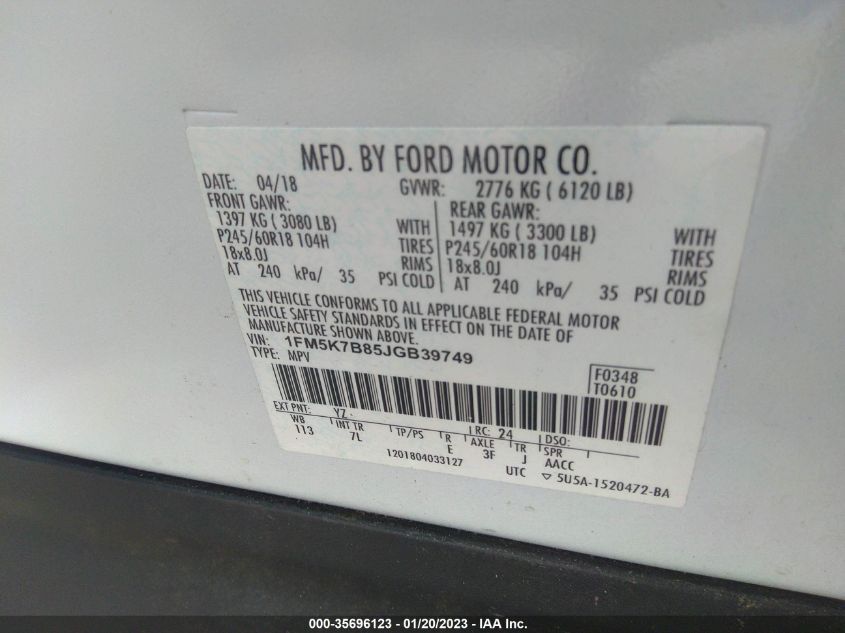 MFD. BY FORD MOTOR CO.
DATE: 04/18 GVWR: 2776 KG ( 6120 LB)
FRONT GAWR: REAR GAWR:
1397 KG ( 3080 LB) WITH 1497 KG ( 3300 LB) WITH
P245/60R18 104H TIRES P245/60R18 104H TIRES
18x8.0J RIMS 18x8.0J RIMS
AT 240 kPa/ 35 PSI COLD AT 240 kPa/ 35 PSI COLD
THIS VEHICLE CONFORMS TO ALL APPLICABLE FEDERAL MOTOR
VEHICLE SAFETY STANDARDS IN EFFECT ON THE DATE OF
MANUFACTURE SHOWN ABOVE.
VIN: 1FM5K7B85JGB39749
TYPE: MPV
F0348
T0610
EXT PNT: YZ RC: 24 DSO:
WB INT TR TP/PS R AXLE TR SPR
113 7L E 3F J AACC
1201804033127 UTC ▽ 5U5A-1520472-BA
000-35696123 - 01/20/2023 - IAA Inc.